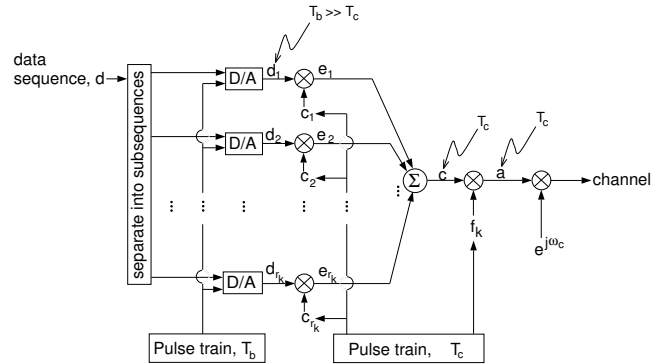 T_b >> T_c
data
sequence, d
separate into subsequences
D/A d_1 e_1
c_1
D/A d_2 e_2
c_2
T_c T_c
Σ c a channel
f_k e^{jω_c}
... ... ... ... ...
D/A d_{r_k} e_{r_k}
c_{r_k}
Pulse train, T_b
Pulse train, T_c